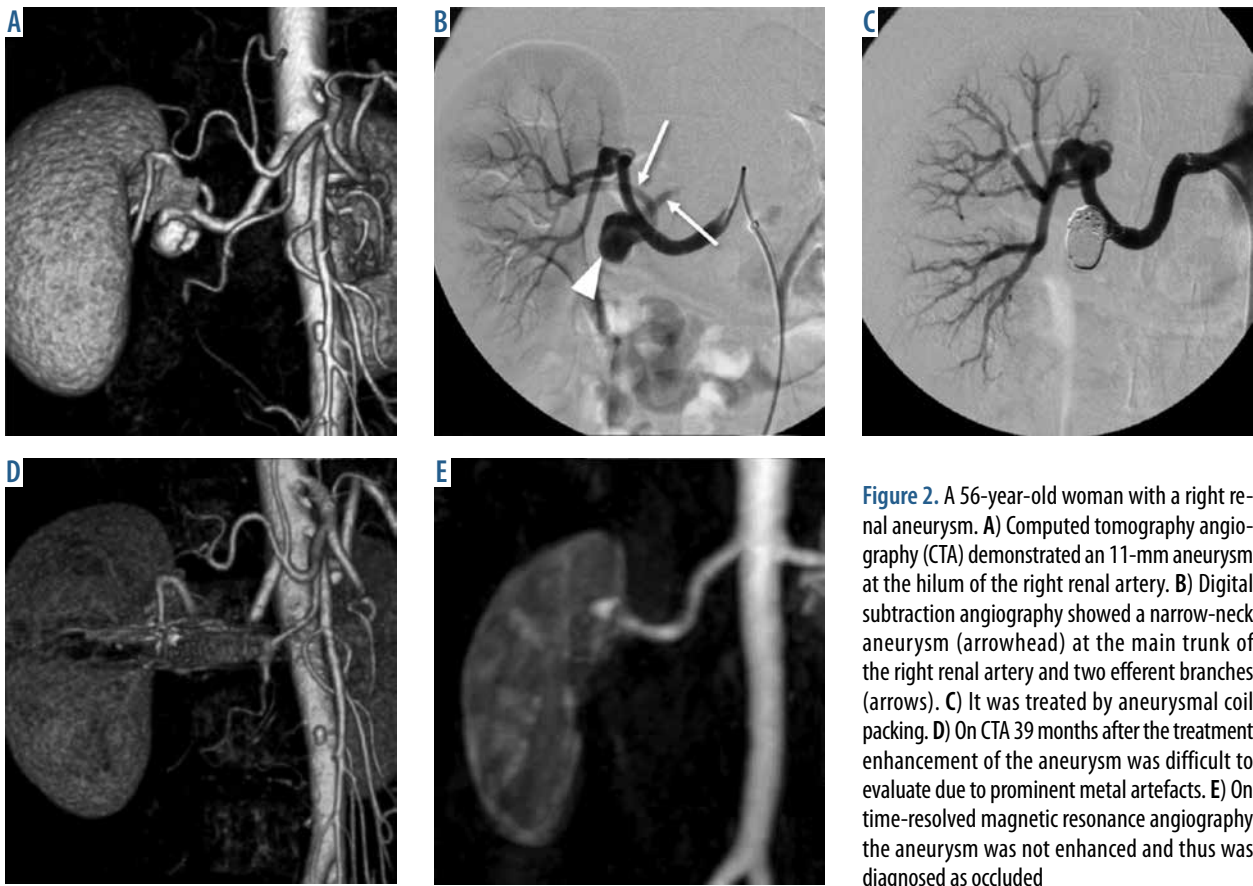 A
B
C
D
E
Figure 2. A 56-year-old woman with a right re-
nal aneurysm. A) Computed tomography angio-
graphy (CTA) demonstrated an 11-mm aneurysm
at the hilum of the right renal artery. B) Digital
subtraction angiography showed a narrow-neck
aneurysm (arrowhead) at the main trunk of
the right renal artery and two efferent branches
(arrows). C) It was treated by aneurysmal coil
packing. D) On CTA 39 months after the treatment
enhancement of the aneurysm was difficult to
evaluate due to prominent metal artefacts. E) On
time-resolved magnetic resonance angiography
the aneurysm was not enhanced and thus was
diagnosed as occluded